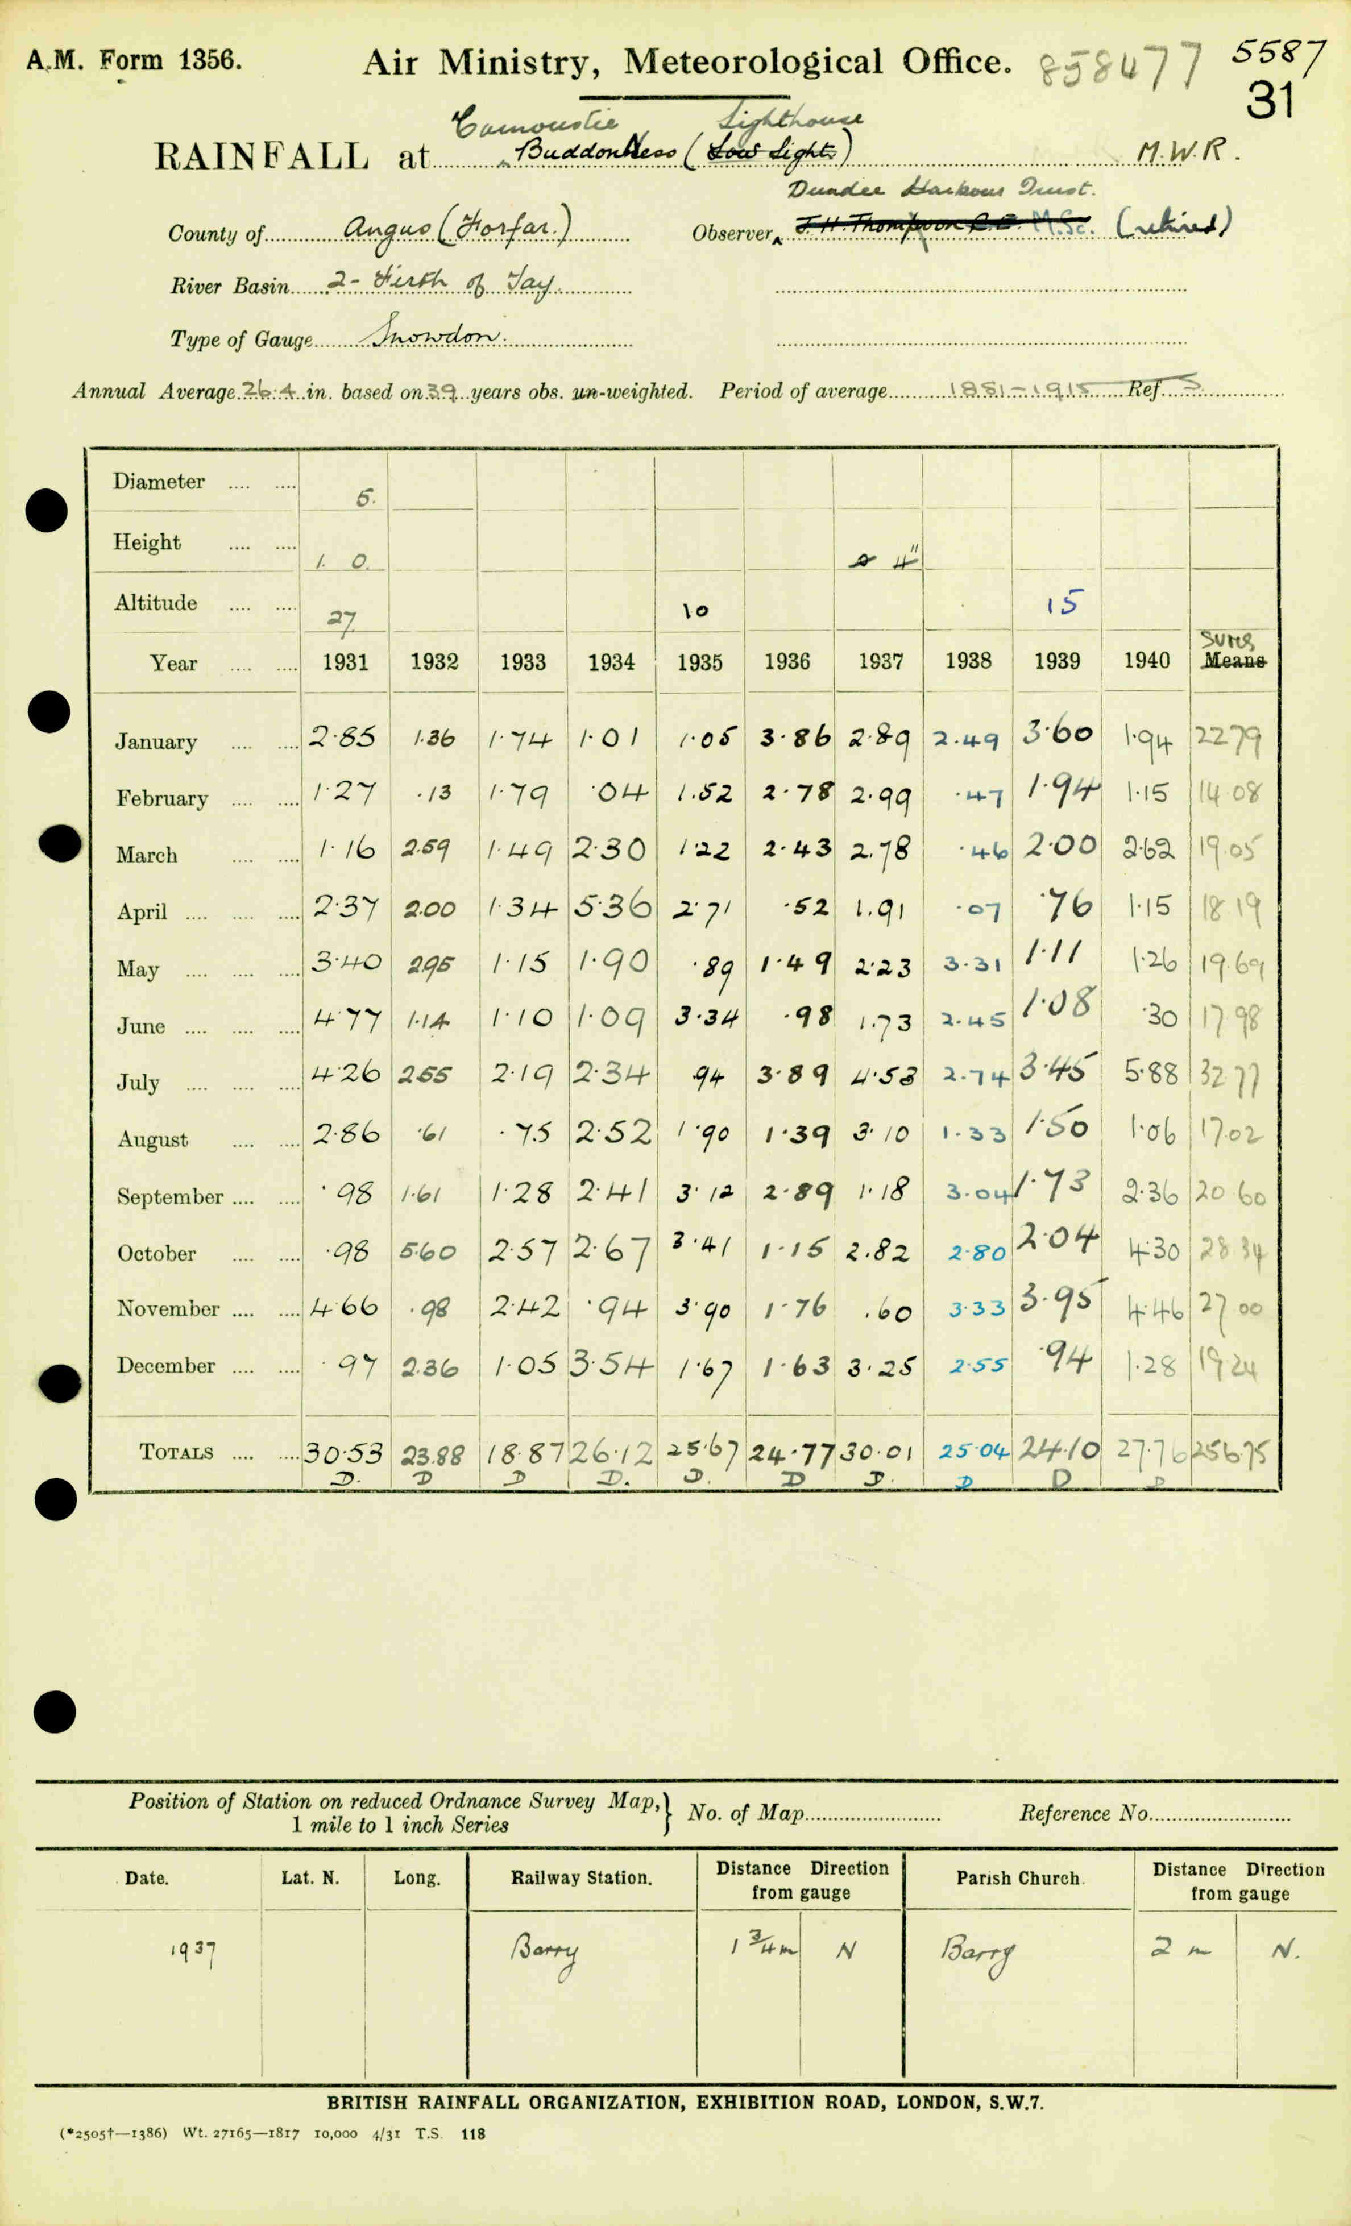 A.M. Form 1356.
Air Ministry, Meteorological Office. 858477 5587
31
Carnoustie Lighthouse
RAINFALL at Buddon Ness (Low Lights) M.W.R.
Dundee Harbour Trust.
County of Angus (Forfar.) Observer J.H. Thompson C.E. M.Sc. (retired)
River Basin 2- Firth of Tay.
Type of Gauge Snowdon.
Annual Average 26.4 in. based on 39 years obs. un-weighted. Period of average 1881-1915 Ref. S.
Diameter .... .... 5.
Height .... .... 1. 0. 0 4"
Altitude .... .... 27 10 15
Sums
Year .... .... 1931 1932 1933 1934 1935 1936 1937 1938 1939 1940 Means
January .... .... 2.85 1.36 1.74 1.01 1.05 3.86 2.89 2.49 3.60 1.94 22 79
February .... .... 1.27 .13 1.79 .04 1.52 2.78 2.99 .47 1.94 1.15 14 08
March .... .... 1.16 2.59 1.49 2.30 1.22 2.43 2.78 .46 2.00 2.62 19.05
April .... .... .... 2.37 2.00 1.34 5.36 2.71 .52 1.91 .07 .76 1.15 18 19
May .... .... .... 3.40 2.95 1.15 1.90 .89 1.49 2.23 3.31 1.11 1.26 19.69
June .... .... .... 4.77 1.14 1.10 1.09 3.34 .98 1.73 2.45 1.08 .30 17 98
July .... .... .... 4.26 2.55 2.19 2.34 .94 3.89 4.53 2.74 3.45 5.88 32 77
August .... .... 2.86 .61 .75 2.52 1.90 1.39 3.10 1.33 1.50 1.06 17.02
September .... .... .98 1.61 1.28 2.41 3.12 2.89 1.18 3.04 1.73 2.36 20 60
October .... .... .98 5.60 2.57 2.67 3.41 1.15 2.82 2.80 2.04 4.30 28 34
November .... .... 4.66 .98 2.42 .94 3.90 1.76 .60 3.33 3.95 4.46 27 00
December .... .... .97 2.36 1.05 3.54 1.67 1.63 3.25 2.55 .94 1.28 19 24
TOTALS .... .... 30.53 23.88 18.87 26.12 25.67 24.77 30.01 25.04 24.10 27.76 256.75
D. D D D. D. D D. D D D
Position of Station on reduced Ordnance Survey Map, } No. of Map Reference No.
1 mile to 1 inch Series
Date. Lat. N. Long. Railway Station. Distance Direction from gauge Parish Church. Distance Direction from gauge
1937 Barry 1 3/4 m N Barry 2 m N.
BRITISH RAINFALL ORGANIZATION, EXHIBITION ROAD, LONDON, S.W.7.
(*2505†—1386) Wt. 27165—1817 10,000 4/31 T.S. 118